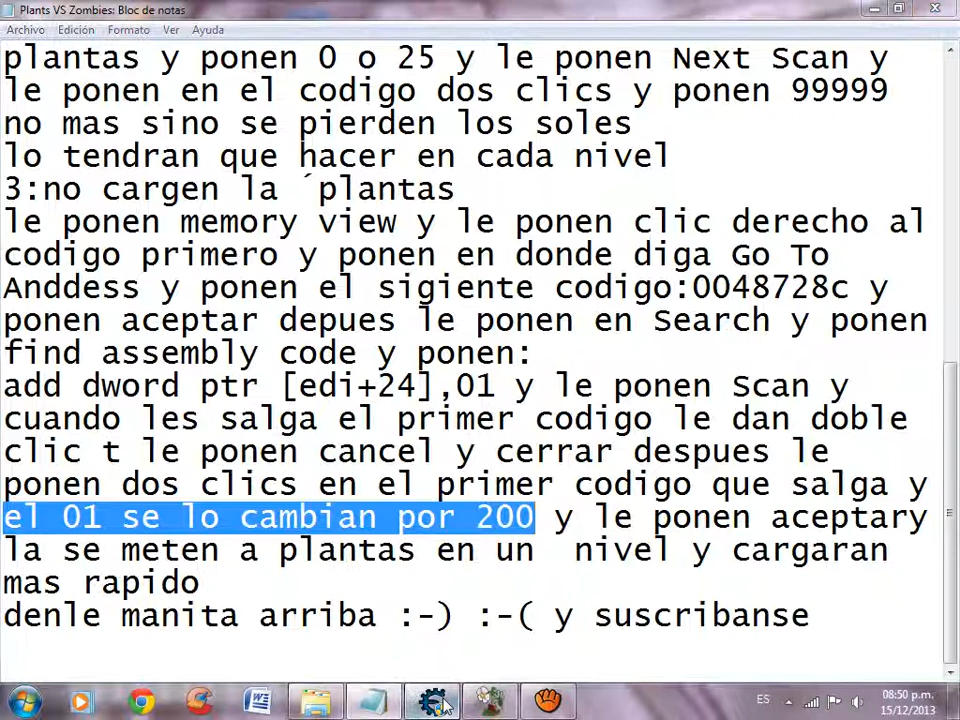 Plants VS Zombies: Bloc de notas
Archivo Edición Formato Ver Ayuda
plantas y ponen 0 o 25 y le ponen Next Scan y
le ponen en el codigo dos clics y ponen 99999
no mas sino se pierden los soles
lo tendran que hacer en cada nivel
3:no cargen la ´plantas
le ponen memory view y le ponen clic derecho al
codigo primero y ponen en donde diga Go To
Anddess y ponen el sigiente codigo:0048728c y
ponen aceptar depues le ponen en Search y ponen
find assembly code y ponen:
add dword ptr [edi+24],01 y le ponen Scan y
cuando les salga el primer codigo le dan doble
clic t le ponen cancel y cerrar despues le
ponen dos clics en el primer codigo que salga y
el 01 se lo cambian por 200 y le ponen aceptary
la se meten a plantas en un  nivel y cargaran
mas rapido
denle manita arriba :-) :-( y suscribanse
ES 08:50 p.m.
15/12/2013